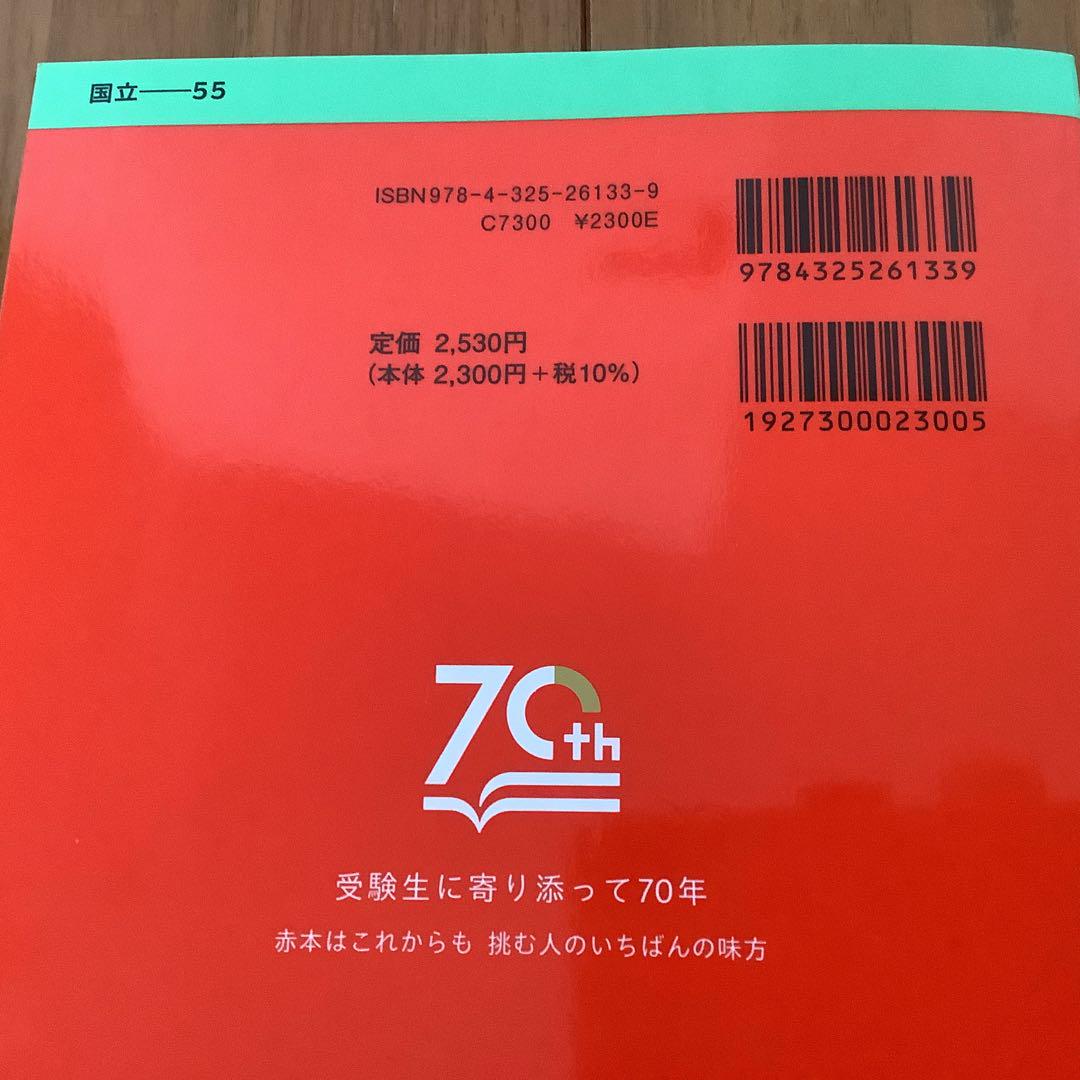 国立――55
ISBN978-4-325-26133-9
C7300 ¥2300E
9784325261339
定価 2,530円
(本体 2,300円+税10%)
1927300023005
70th
受験生に寄り添って70年
赤本はこれからも 挑む人のいちばんの味方